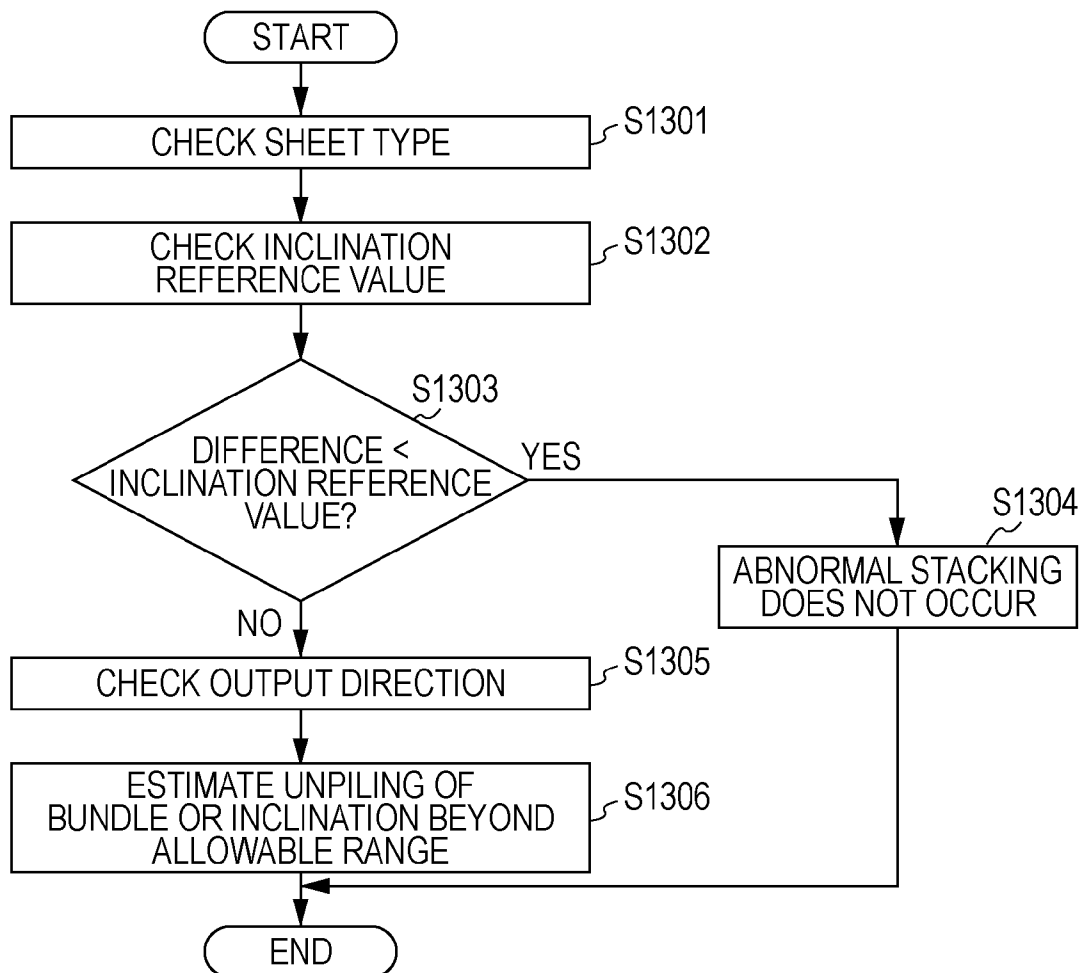 START
CHECK SHEET TYPE
S1301
CHECK INCLINATION
REFERENCE VALUE
S1302
S1303
DIFFERENCE <
INCLINATION REFERENCE
VALUE?
YES
S1304
ABNORMAL STACKING
DOES NOT OCCUR
NO
CHECK OUTPUT DIRECTION
S1305
ESTIMATE UNPILING OF
BUNDLE OR INCLINATION BEYOND
ALLOWABLE RANGE
S1306
END